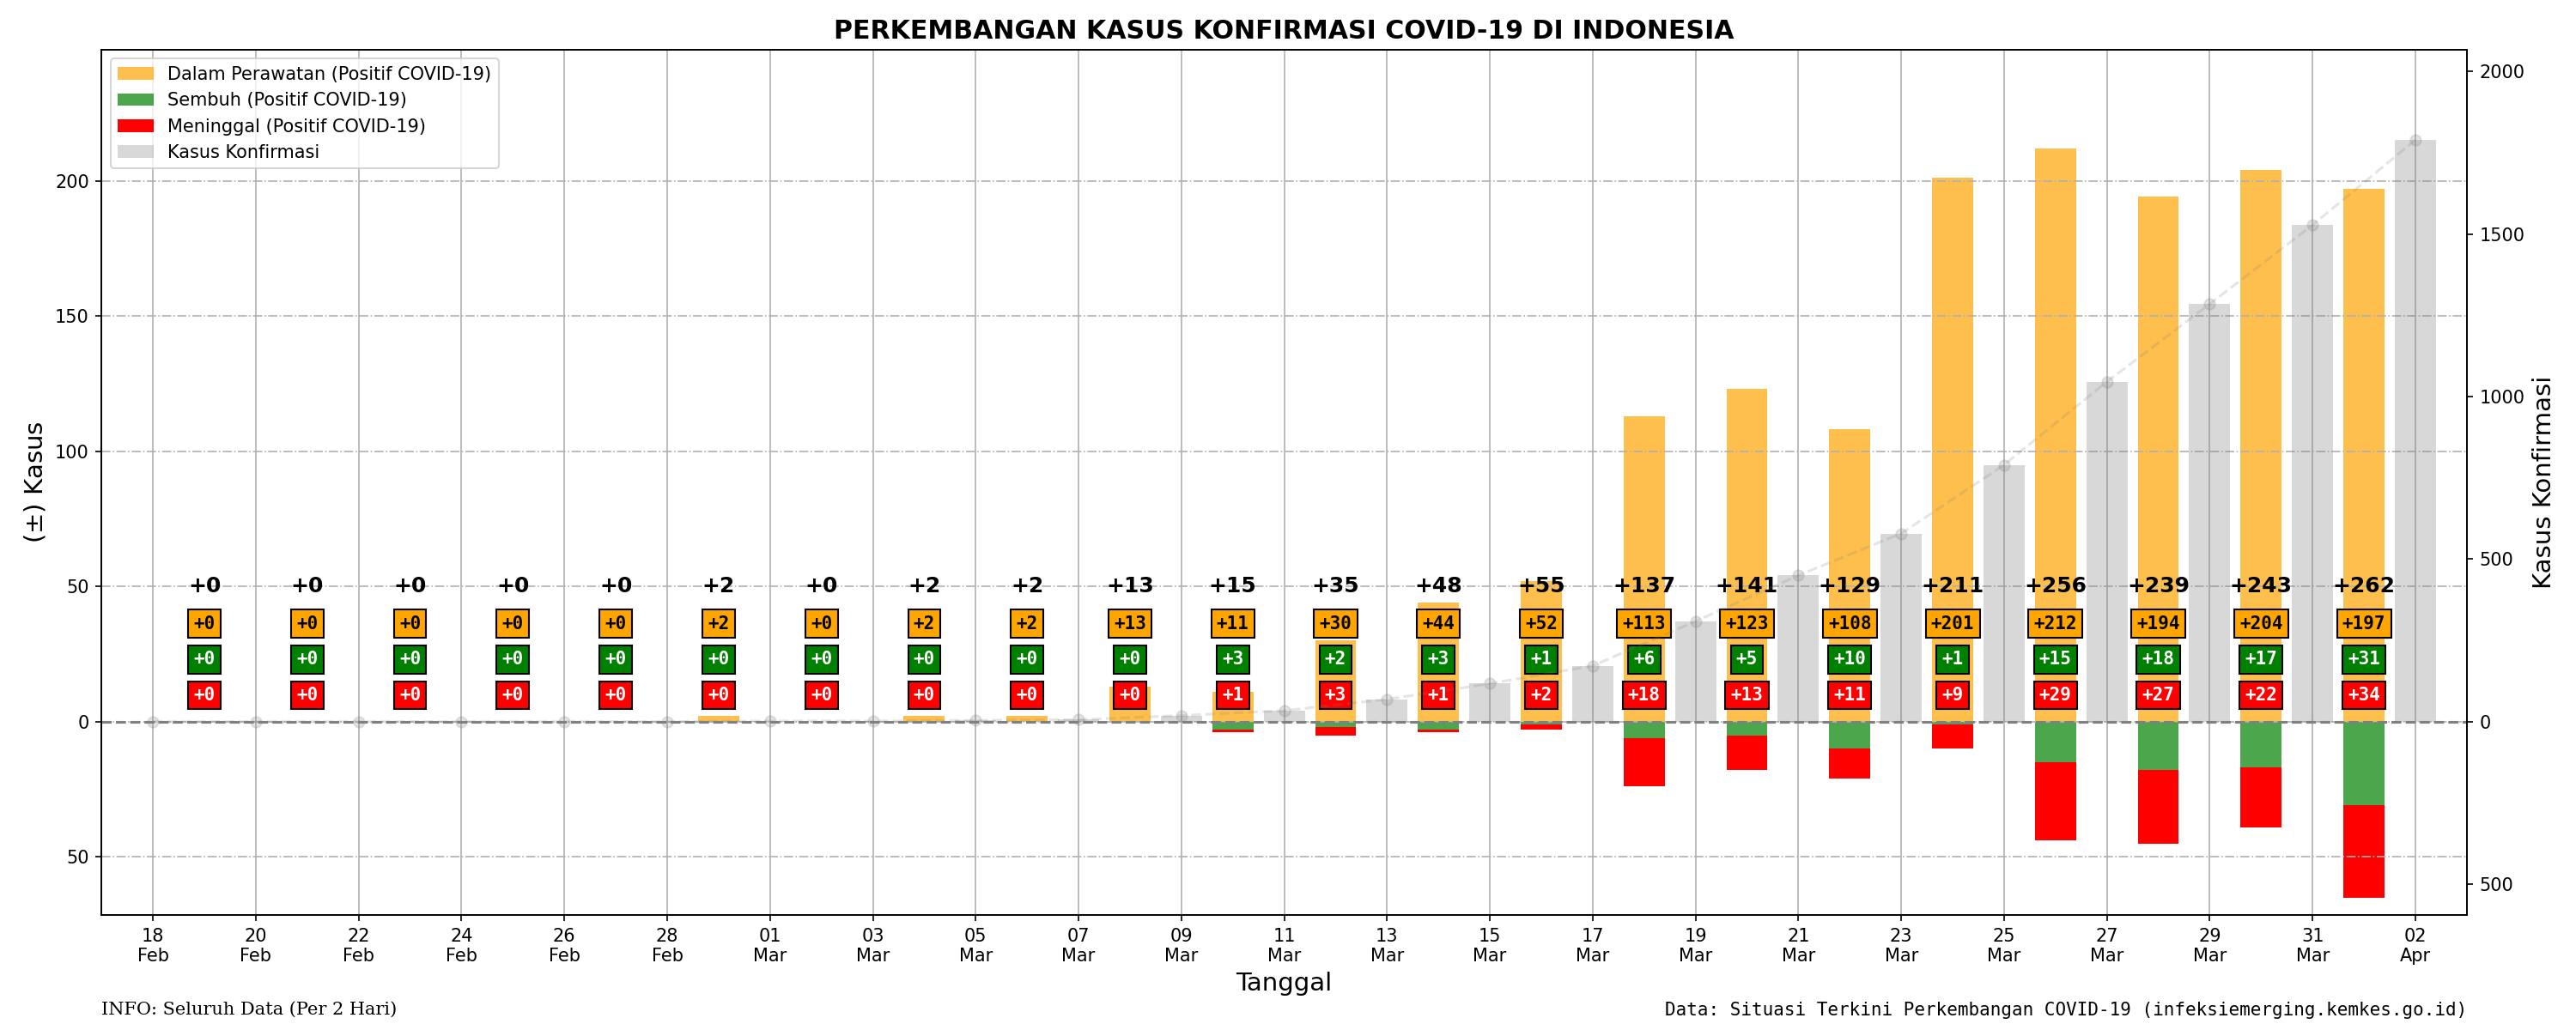 PERKEMBANGAN KASUS KONFIRMASI COVID-19 DI INDONESIA
Dalam Perawatan (Positif COVID-19)
Sembuh (Positif COVID-19)
Meninggal (Positif COVID-19)
Kasus Konfirmasi
(±) Kasus
200
150
100
50
0
50
Kasus Konfirmasi
2000
1500
1000
500
0
500
+0 +0 +0 +0 +0 +2 +0 +2 +2 +13 +15 +35 +48 +55 +137 +141 +129 +211 +256 +239 +243 +262
+0 +0 +0 +0 +0 +2 +0 +2 +2 +13 +11 +30 +44 +52 +113 +123 +108 +201 +212 +194 +204 +197
+0 +0 +0 +0 +0 +0 +0 +0 +0 +0 +3 +2 +3 +1 +6 +5 +10 +1 +15 +18 +17 +31
+0 +0 +0 +0 +0 +0 +0 +0 +0 +0 +1 +3 +1 +2 +18 +13 +11 +9 +29 +27 +22 +34
18 20 22 24 26 28 01 03 05 07 09 11 13 15 17 19 21 23 25 27 29 31 02
Feb Feb Feb Feb Feb Feb Mar Mar Mar Mar Mar Mar Mar Mar Mar Mar Mar Mar Mar Mar Mar Mar Apr
Tanggal
INFO: Seluruh Data (Per 2 Hari)
Data: Situasi Terkini Perkembangan COVID-19 (infeksiemerging.kemkes.go.id)